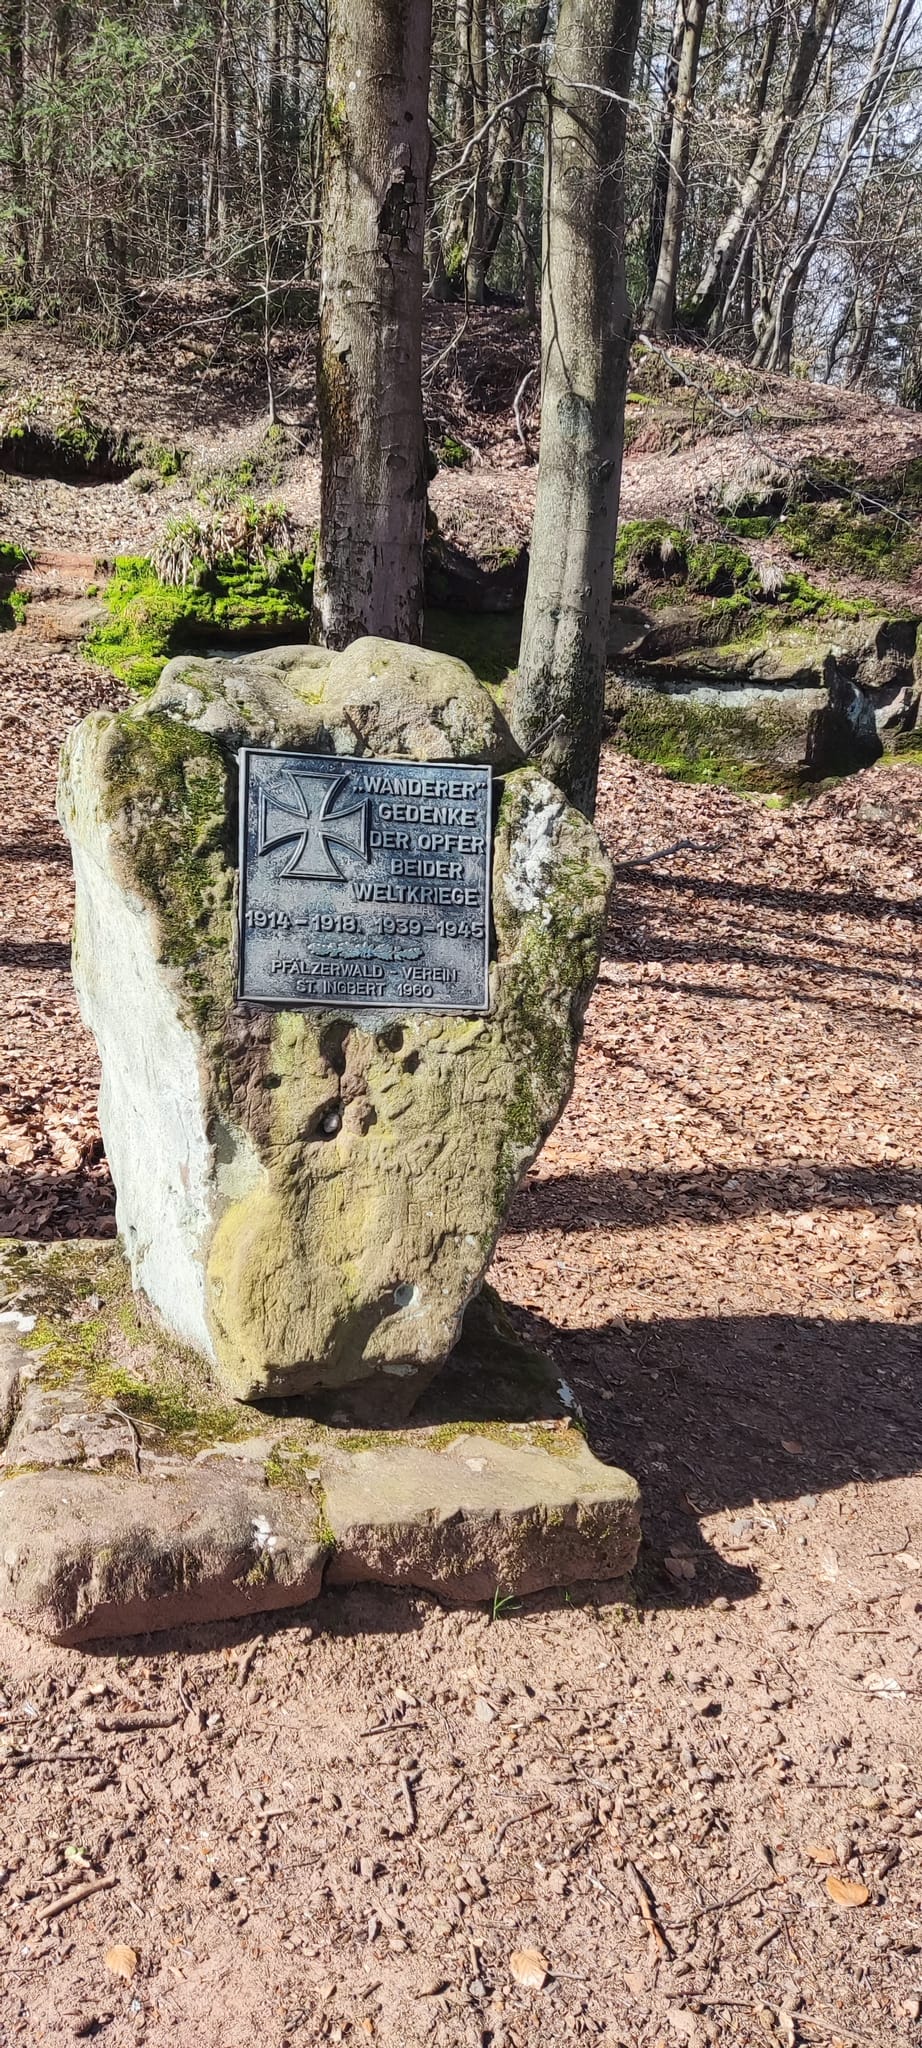 „WANDERER"
GEDENKE
DER OPFER
BEIDER
WELTKRIEGE
1914 – 1918. 1939 – 1945
PFÄLZERWALD – VEREIN
ST. INGBERT 1960